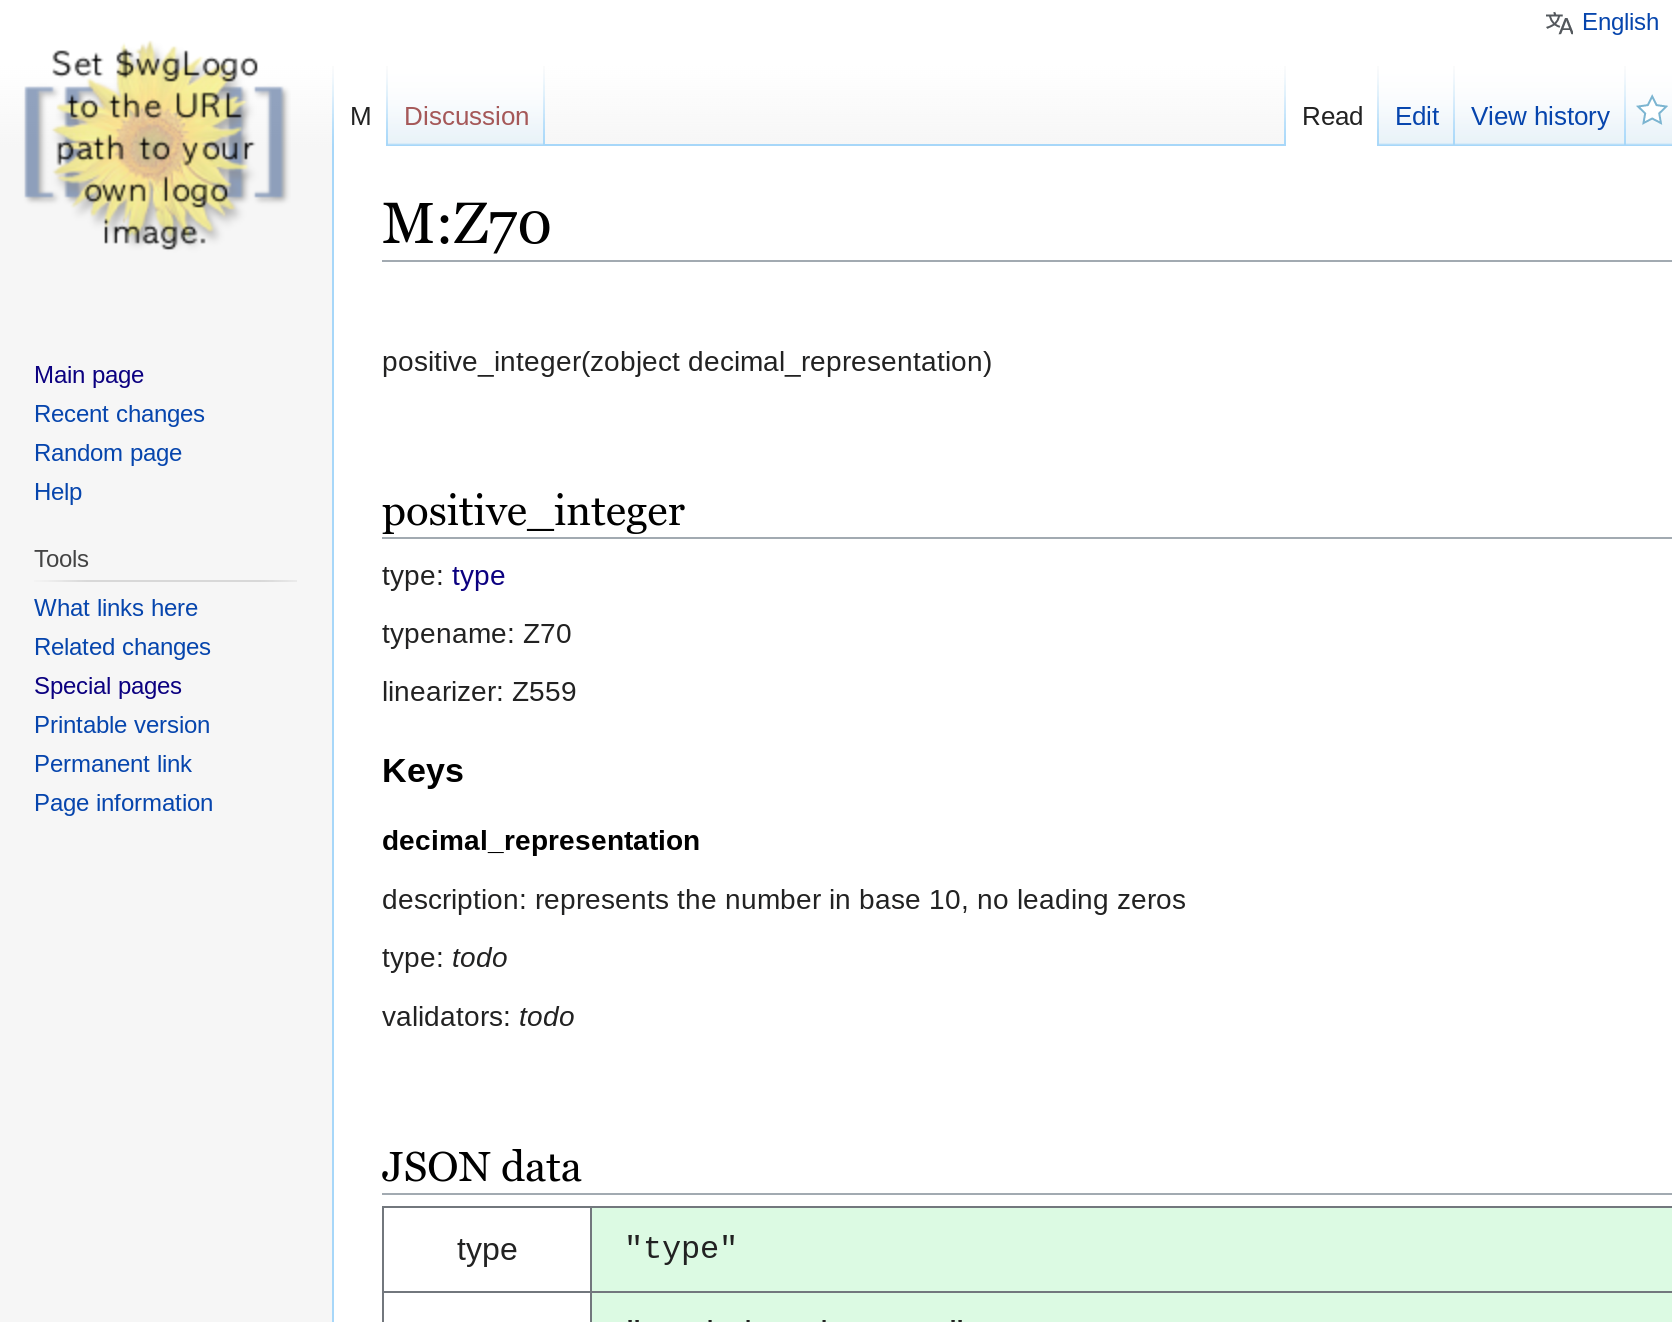 English
Set $wgLogo
to the URL
path to your
own logo
image.
M
Discussion
Read
Edit
View history
M:Z70
positive_integer(zobject decimal_representation)
Main page
Recent changes
Random page
Help
Tools
What links here
Related changes
Special pages
Printable version
Permanent link
Page information
positive_integer
type: type
typename: Z70
linearizer: Z559
Keys
decimal_representation
description: represents the number in base 10, no leading zeros
type: todo
validators: todo
JSON data
type
"type"